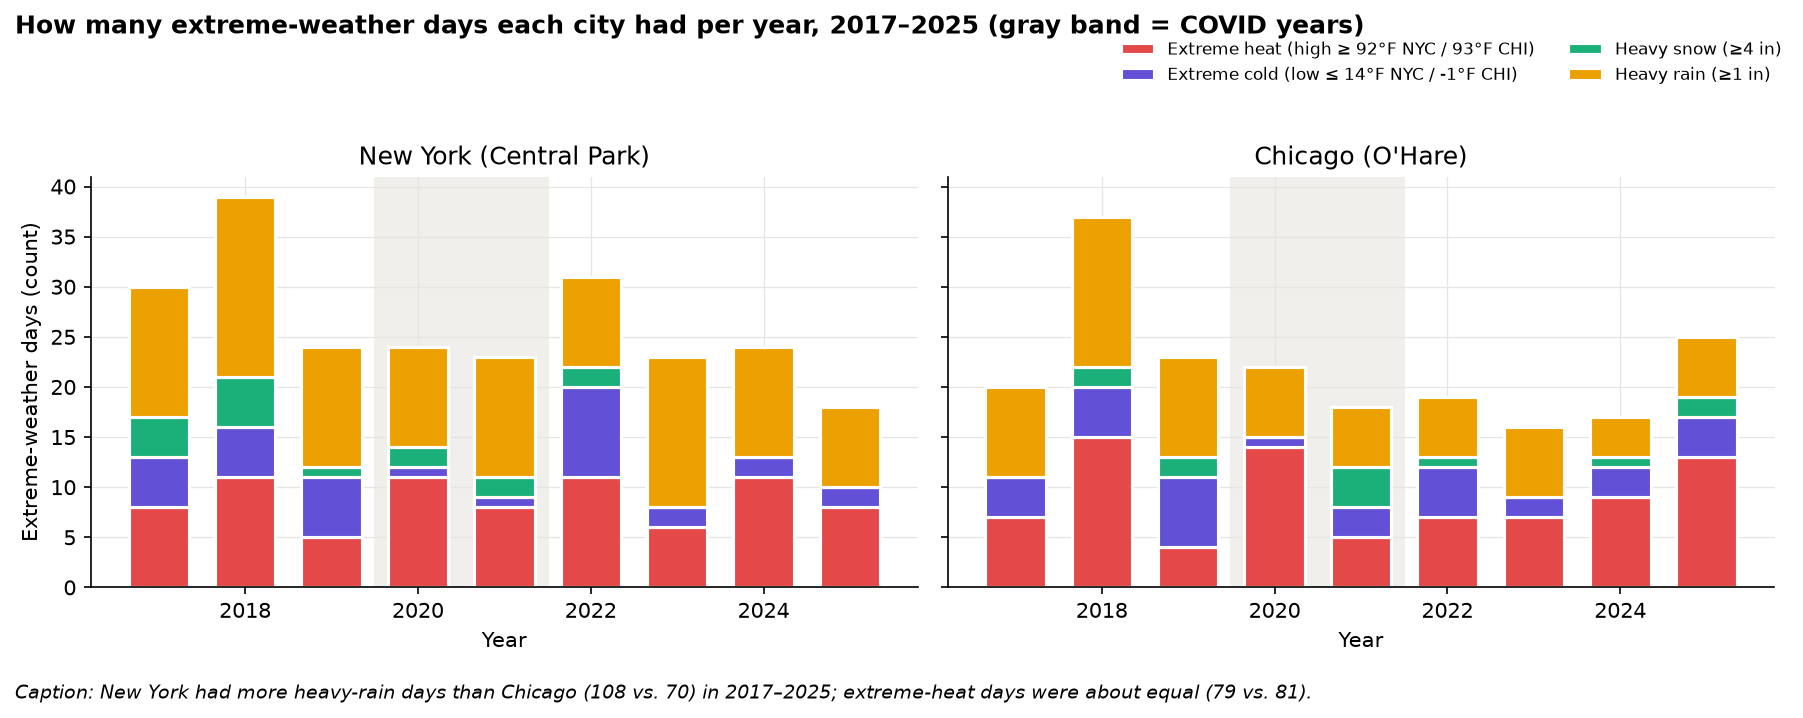 How many extreme-weather days each city had per year, 2017–2025 (gray band = COVID years)
Extreme heat (high ≥ 92°F NYC / 93°F CHI)
Extreme cold (low ≤ 14°F NYC / -1°F CHI)
Heavy snow (≥4 in)
Heavy rain (≥1 in)
New York (Central Park)
Extreme-weather days (count)
40
35
30
25
20
15
10
5
0
2018 2020 2022 2024
Year
Chicago (O'Hare)
2018 2020 2022 2024
Year
Caption: New York had more heavy-rain days than Chicago (108 vs. 70) in 2017–2025; extreme-heat days were about equal (79 vs. 81).